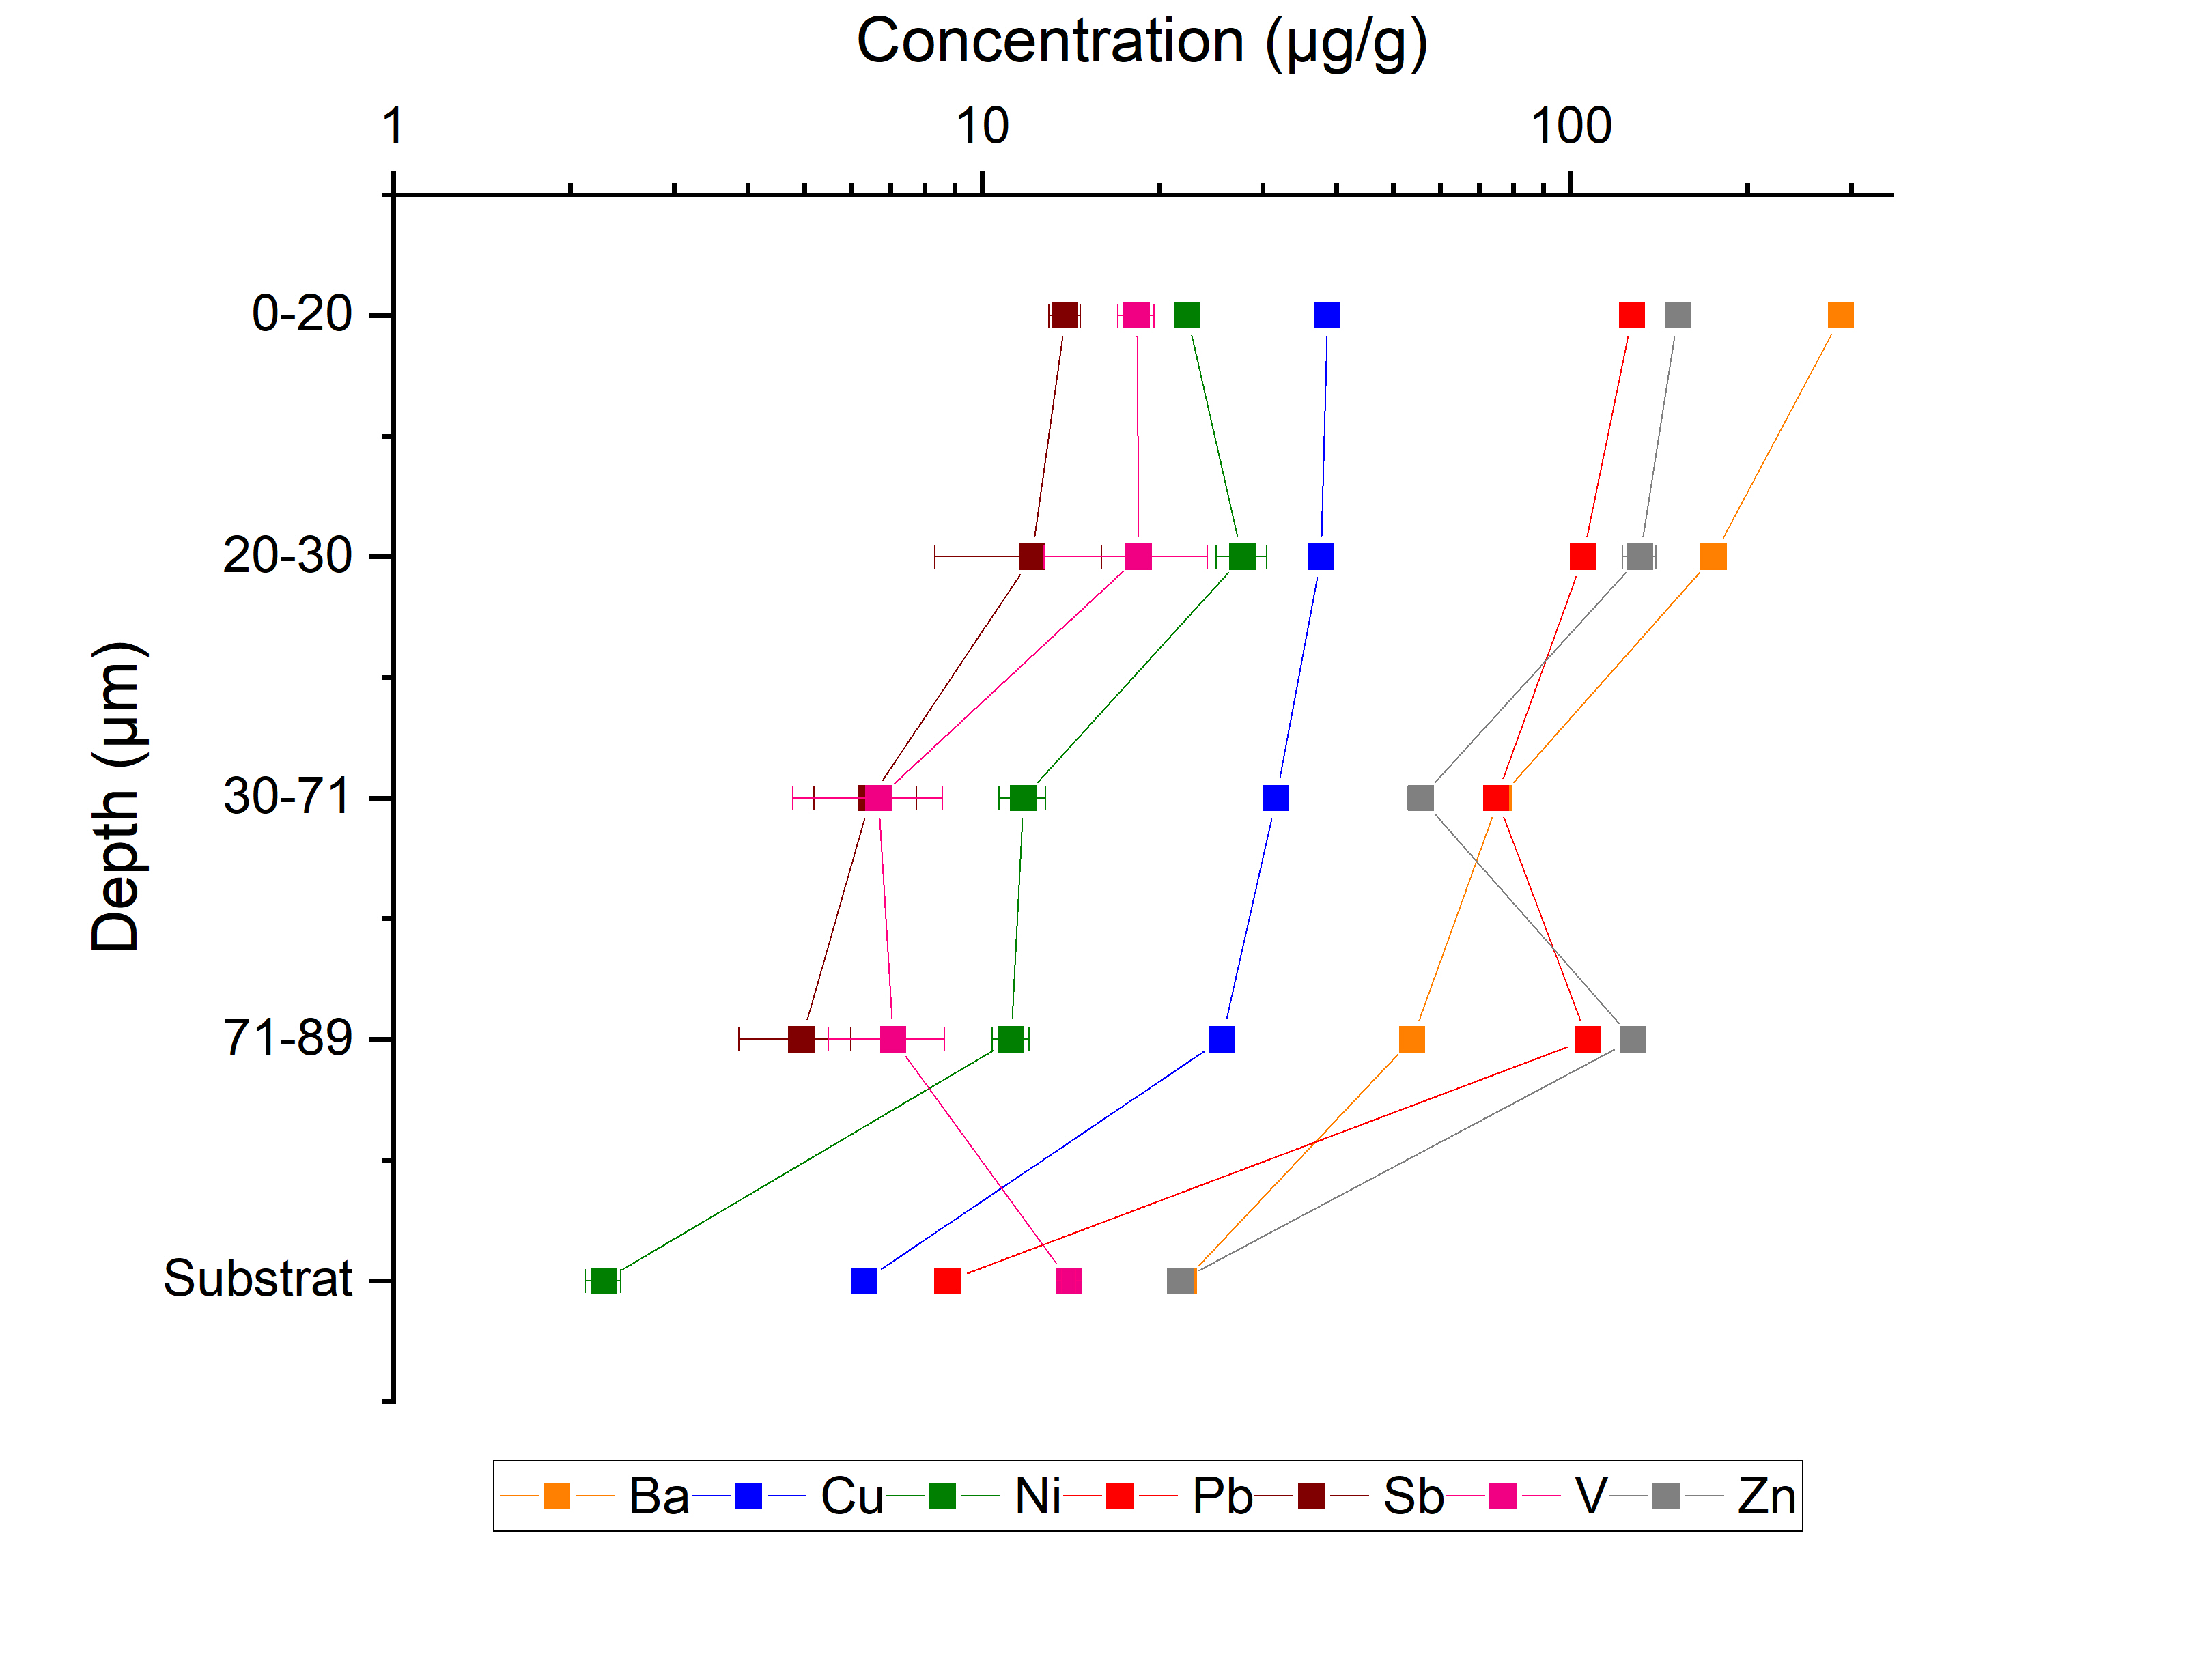 Concentration (µg/g)
1 10 100
0-20
20-30
30-71
71-89
Substrat
Depth (µm)
Ba Cu Ni Pb Sb V Zn